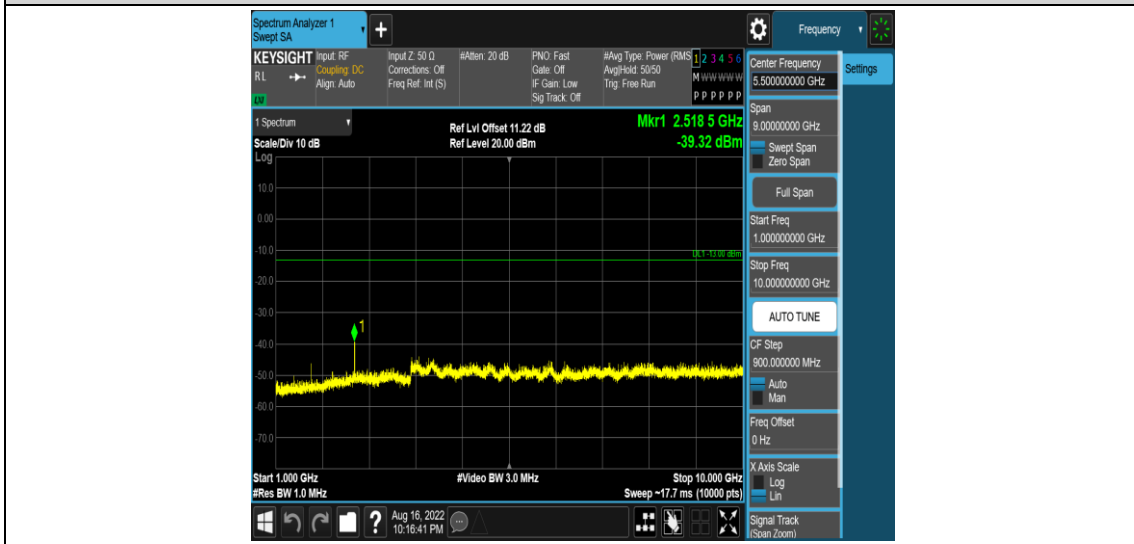 Spectrum Analyzer 1
Swept SA
+
Frequency
KEYSIGHT
RL
Input: RF
Coupling: DC
Align: Auto
Input Z: 50 Ω
Corrections: Off
Freq Ref: Int (S)
#Atten: 20 dB
PNO: Fast
Gate: Off
IF Gain: Low
Sig Track: Off
#Avg Type: Power (RMS
Avg|Hold: 50/50
Trig: Free Run
1 2 3 4 5 6
M W W W W W
P P P P P P
1 Spectrum
Scale/Div 10 dB
Log
Ref Lvl Offset 11.22 dB
Ref Level 20.00 dBm
Mkr1 2.518 5 GHz
-39.32 dBm
10.0
0.00
-10.0
DL1 -13.00 dBm
-20.0
-30.0
1
-40.0
-50.0
-60.0
-70.0
Start 1.000 GHz
#Res BW 1.0 MHz
#Video BW 3.0 MHz
Stop 10.000 GHz
Sweep ~17.7 ms (10000 pts)
?
Aug 16, 2022
10:16:41 PM
Center Frequency
5.500000000 GHz
Settings
Span
9.00000000 GHz
Swept Span
Zero Span
Full Span
Start Freq
1.000000000 GHz
Stop Freq
10.000000000 GHz
AUTO TUNE
CF Step
900.000000 MHz
Auto
Man
Freq Offset
0 Hz
X Axis Scale
Log
Lin
Signal Track
(Span Zoom)